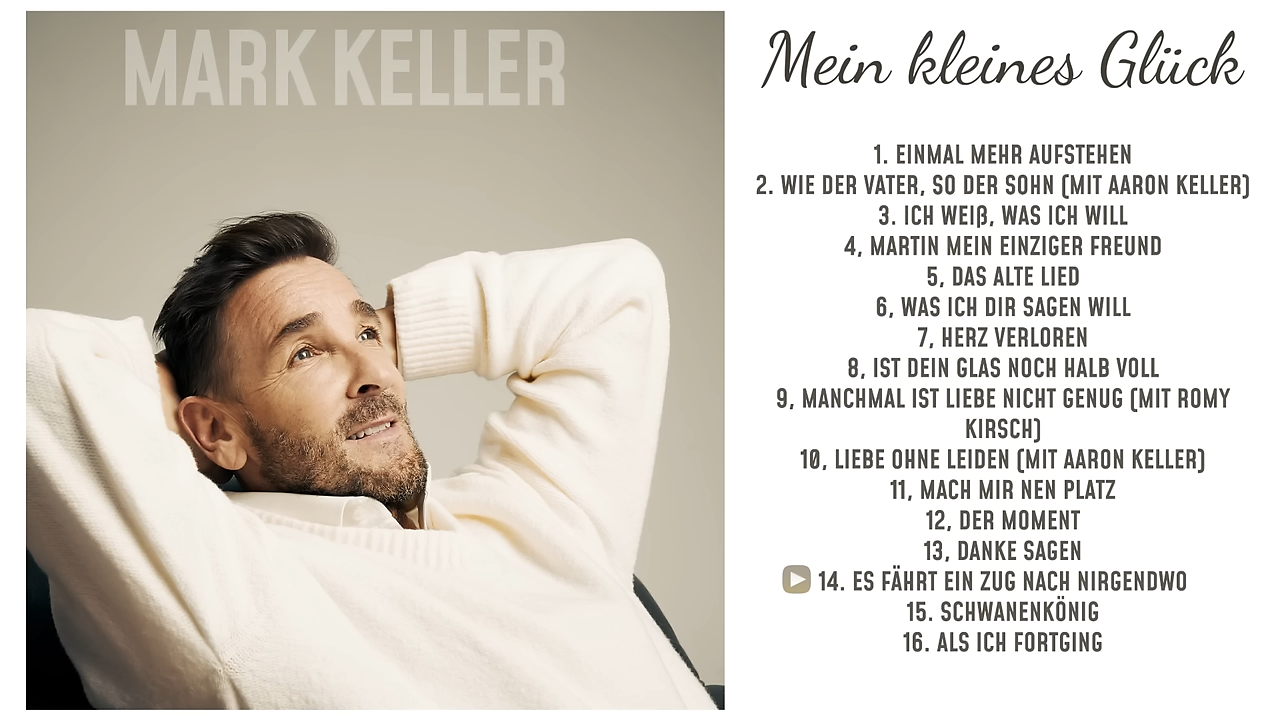 MARK KELLER
Mein kleines Glück
1. EINMAL MEHR AUFSTEHEN
2. WIE DER VATER, SO DER SOHN (MIT AARON KELLER)
3. ICH WEIß, WAS ICH WILL
4, MARTIN MEIN EINZIGER FREUND
5, DAS ALTE LIED
6, WAS ICH DIR SAGEN WILL
7, HERZ VERLOREN
8, IST DEIN GLAS NOCH HALB VOLL
9, MANCHMAL IST LIEBE NICHT GENUG (MIT ROMY
KIRSCH)
10, LIEBE OHNE LEIDEN (MIT AARON KELLER)
11, MACH MIR NEN PLATZ
12, DER MOMENT
13, DANKE SAGEN
14. ES FÄHRT EIN ZUG NACH NIRGENDWO
15. SCHWANENKÖNIG
16. ALS ICH FORTGING